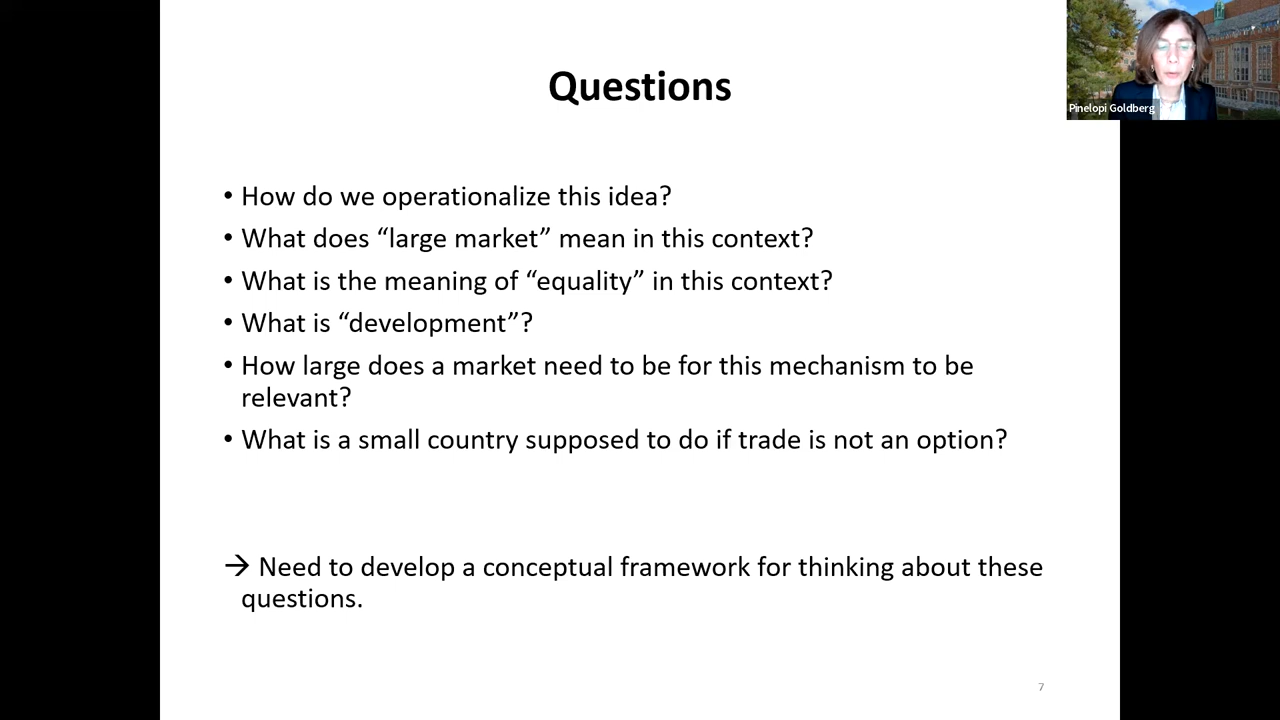 Questions
Pinelopi Goldberg
• How do we operationalize this idea?
• What does “large market” mean in this context?
• What is the meaning of “equality” in this context?
• What is “development”?
• How large does a market need to be for this mechanism to be
relevant?
• What is a small country supposed to do if trade is not an option?
→ Need to develop a conceptual framework for thinking about these
questions.
7